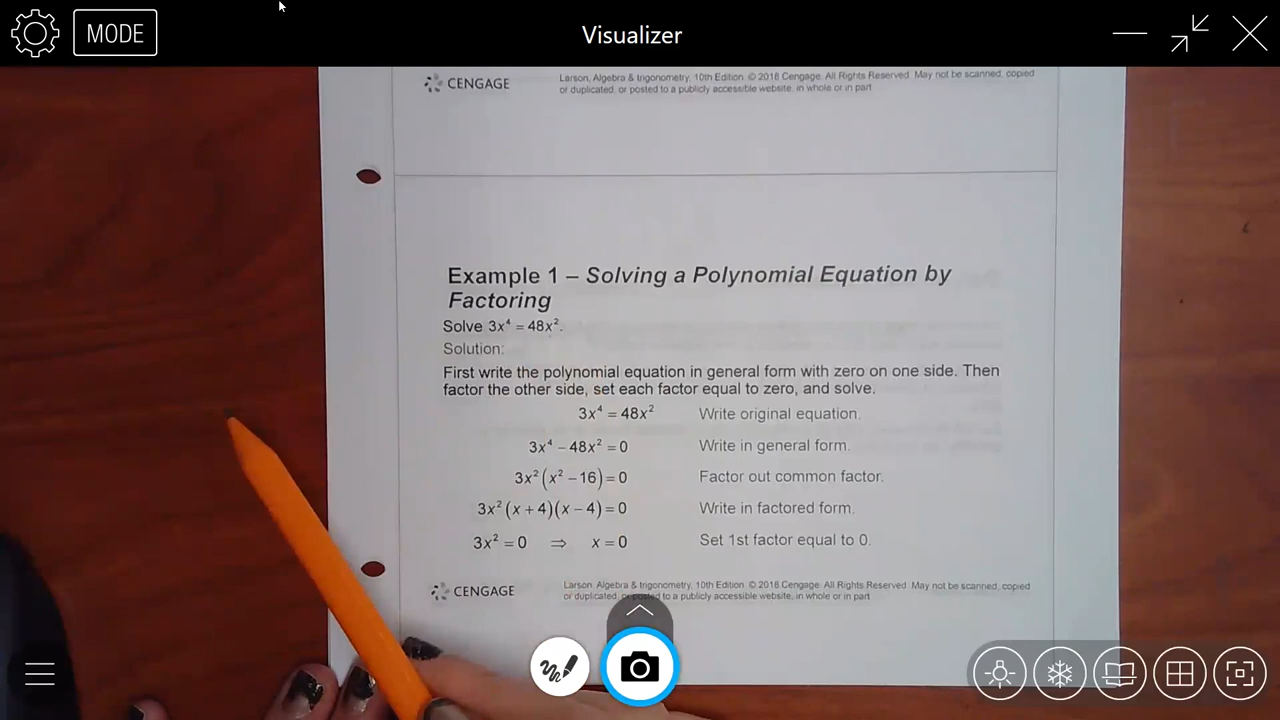 MODE
Visualizer
CENGAGE
Larson, Algebra & trigonometry, 10th Edition. © 2018 Cengage. All Rights Reserved. May not be scanned, copied
or duplicated, or posted to a publicly accessible website, in whole or in part
Example 1 – Solving a Polynomial Equation by
Factoring
Solve 3x⁴ = 48x².
Solution:
First write the polynomial equation in general form with zero on one side. Then
factor the other side, set each factor equal to zero, and solve.
3x⁴ = 48x² Write original equation.
3x⁴ – 48x² = 0 Write in general form.
3x²(x² – 16) = 0 Factor out common factor.
3x²(x + 4)(x – 4) = 0 Write in factored form.
3x² = 0 ⇒ x = 0 Set 1st factor equal to 0.
CENGAGE
Larson, Algebra & trigonometry, 10th Edition. © 2018 Cengage. All Rights Reserved. May not be scanned, copied
or duplicated, or posted to a publicly accessible website, in whole or in part